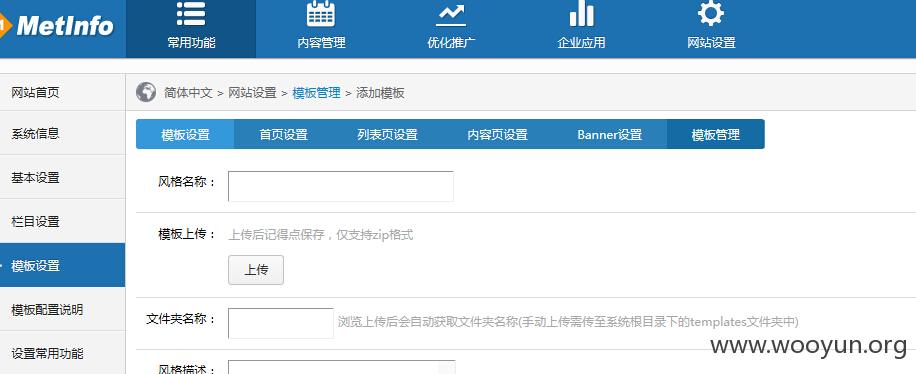 MetInfo
常用功能 内容管理 优化推广 企业应用 网站设置
网站首页
系统信息
基本设置
栏目设置
模板设置
模板配置说明
设置常用功能
简体中文 > 网站设置 > 模板管理 > 添加模板
模板设置 首页设置 列表页设置 内容页设置 Banner设置 模板管理
风格名称：
模板上传： 上传后记得点保存，仅支持zip格式
上传
文件夹名称： 浏览上传后会自动获取文件夹名称(手动上传需传至系统根目录下的templates文件夹中)
风格描述：
www.wooyun.org